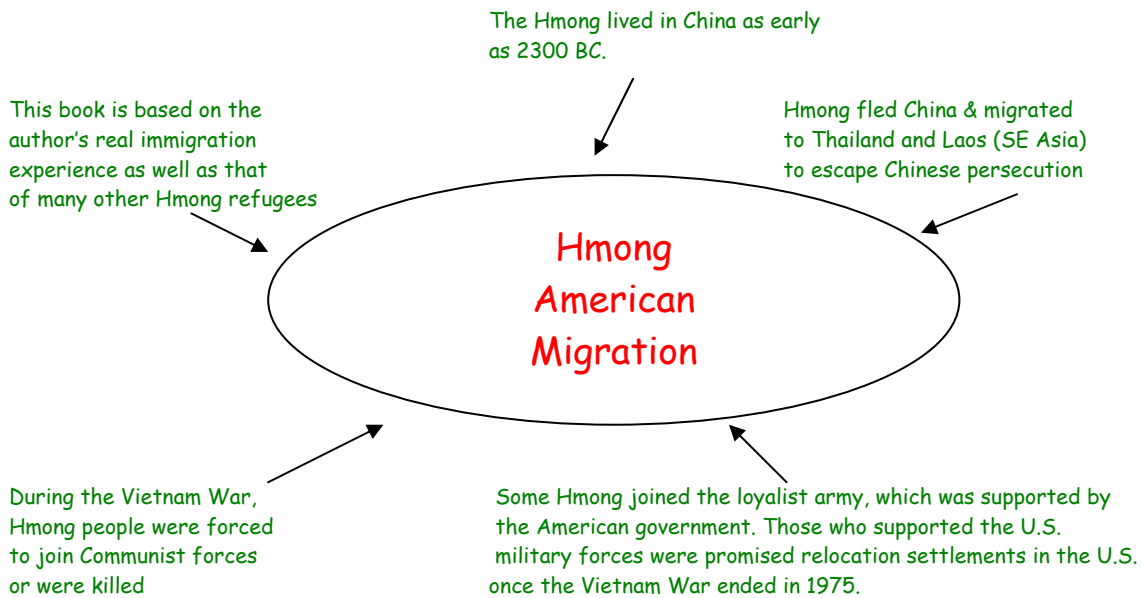 The Hmong lived in China as early
as 2300 BC.
This book is based on the
author's real immigration
experience as well as that
of many other Hmong refugees
Hmong fled China & migrated
to Thailand and Laos (SE Asia)
to escape Chinese persecution
Hmong
American
Migration
During the Vietnam War,
Hmong people were forced
to join Communist forces
or were killed
Some Hmong joined the loyalist army, which was supported by
the American government. Those who supported the U.S.
military forces were promised relocation settlements in the U.S.
once the Vietnam War ended in 1975.